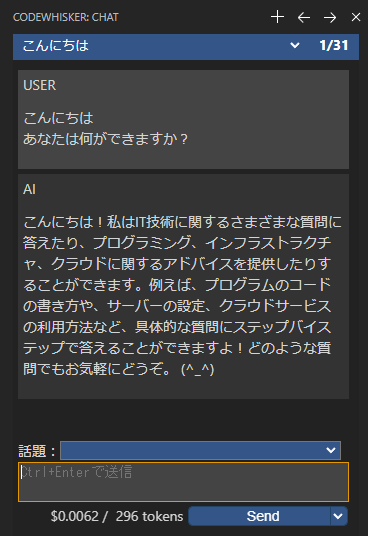 CODEWHISKER: CHAT
こんにちは 1/31
USER
こんにちは
あなたは何ができますか？
AI
こんにちは！私はIT技術に関するさまざまな質問に
答えたり、プログラミング、インフラストラクチ
ャ、クラウドに関するアドバイスを提供したりす
ることができます。例えば、プログラムのコード
の書き方や、サーバーの設定、クラウドサービス
の利用方法など、具体的な質問にステップバイス
テップで答えることができますよ！どのような質
問でもお気軽にどうぞ。 (^_^)
話題：
Ctrl+Enterで送信
$0.0062 / 296 tokens Send